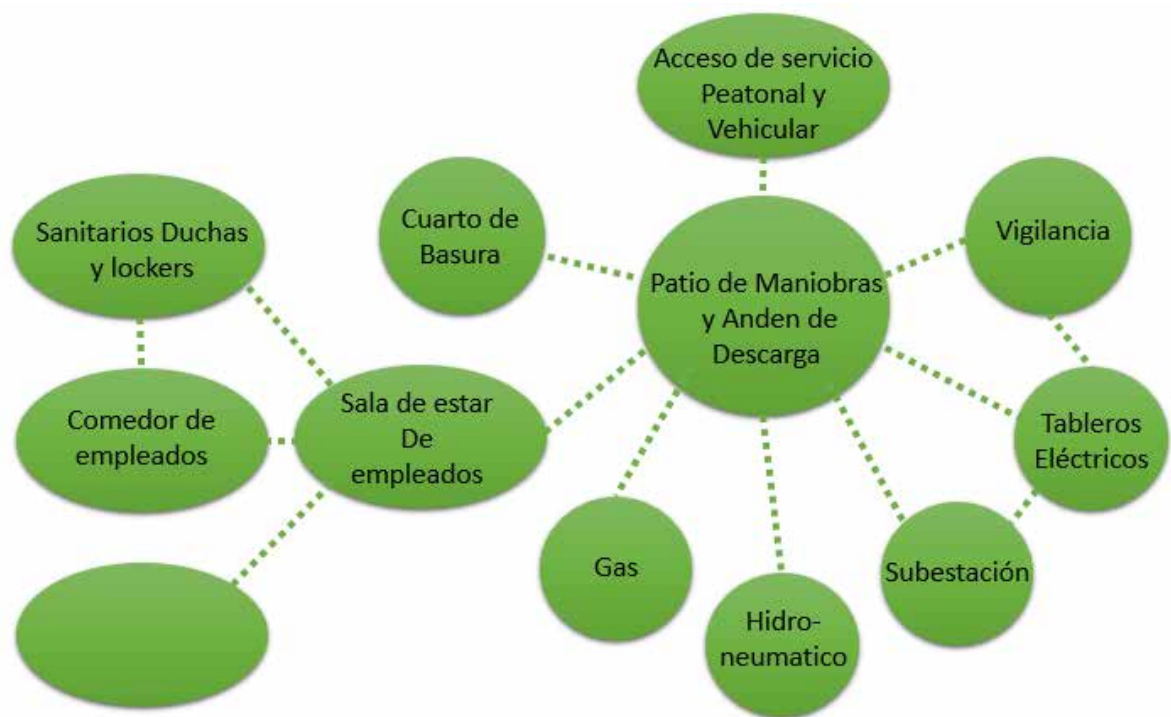 Acceso de servicio
Peatonal y
Vehicular
Sanitarios Duchas
y lockers
Cuarto de
Basura
Vigilancia
Patio de Maniobras
y Anden de
Descarga
Comedor de
empleados
Sala de estar
De
empleados
Tableros
Eléctricos
Gas
Subestación
Hidro-
neumatico